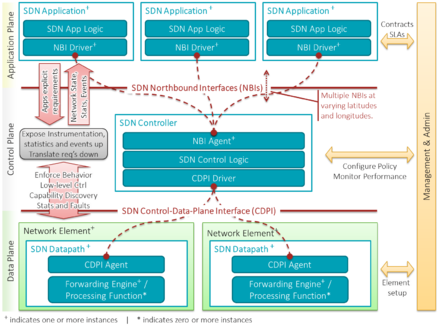 SDN Application⁺
SDN App Logic
NBI Driver⁺
SDN Application⁺
SDN App Logic
NBI Driver⁺
SDN Application⁺
SDN App Logic
NBI Driver⁺
Application Plane
Contracts
SLAs
Apps explicit
requirements
Network State,
Stats, Events
SDN Northbound Interfaces (NBIs)
Multiple NBIs at
varying latitudes
and longitudes.
Control Plane
Expose Instrumentation,
statistics and events up
Translate req's down
Enforce Behavior
Low-level Ctrl
Capability Discovery
Stats and Faults
SDN Controller
NBI Agent⁺
SDN Control Logic
CDPI Driver
Configure Policy
Monitor Performance
Management & Admin
SDN Control-Data-Plane Interface (CDPI)
Data Plane
Network Element⁺
SDN Datapath⁺
CDPI Agent
Forwarding Engine* /
Processing Function*
Network Element
SDN Datapath⁺
CDPI Agent
Forwarding Engine* /
Processing Function*
Element
setup
⁺ indicates one or more instances | * indicates zero or more instances